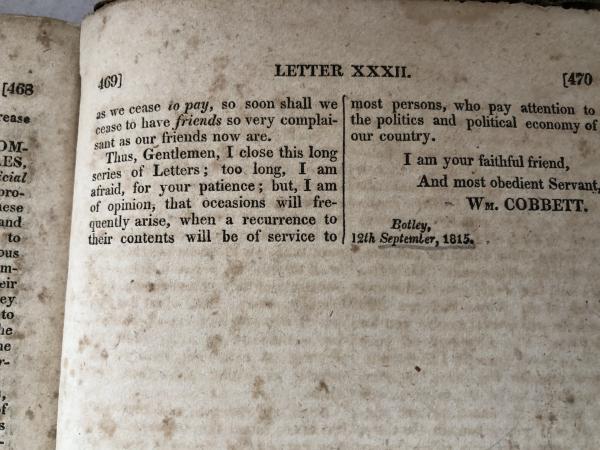 [468
rease
OM-
LES,
icial
pro-
hese
and
to
ous
m-
eir
ey
to
he
ne
r-
,
f
s
-
469]
LETTER XXXII.
[470
as we cease to pay, so soon shall we
cease to have friends so very complai-
sant as our friends now are.
Thus, Gentlemen, I close this long
series of Letters; too long, I am
afraid, for your patience; but, I am
of opinion, that occasions will fre-
quently arise, when a recurrence to
their contents will be of service to
most persons, who pay attention to
the politics and political economy of
our country.
I am your faithful friend,
And most obedient Servant,
WM. COBBETT.
Botley,
12th September, 1815.